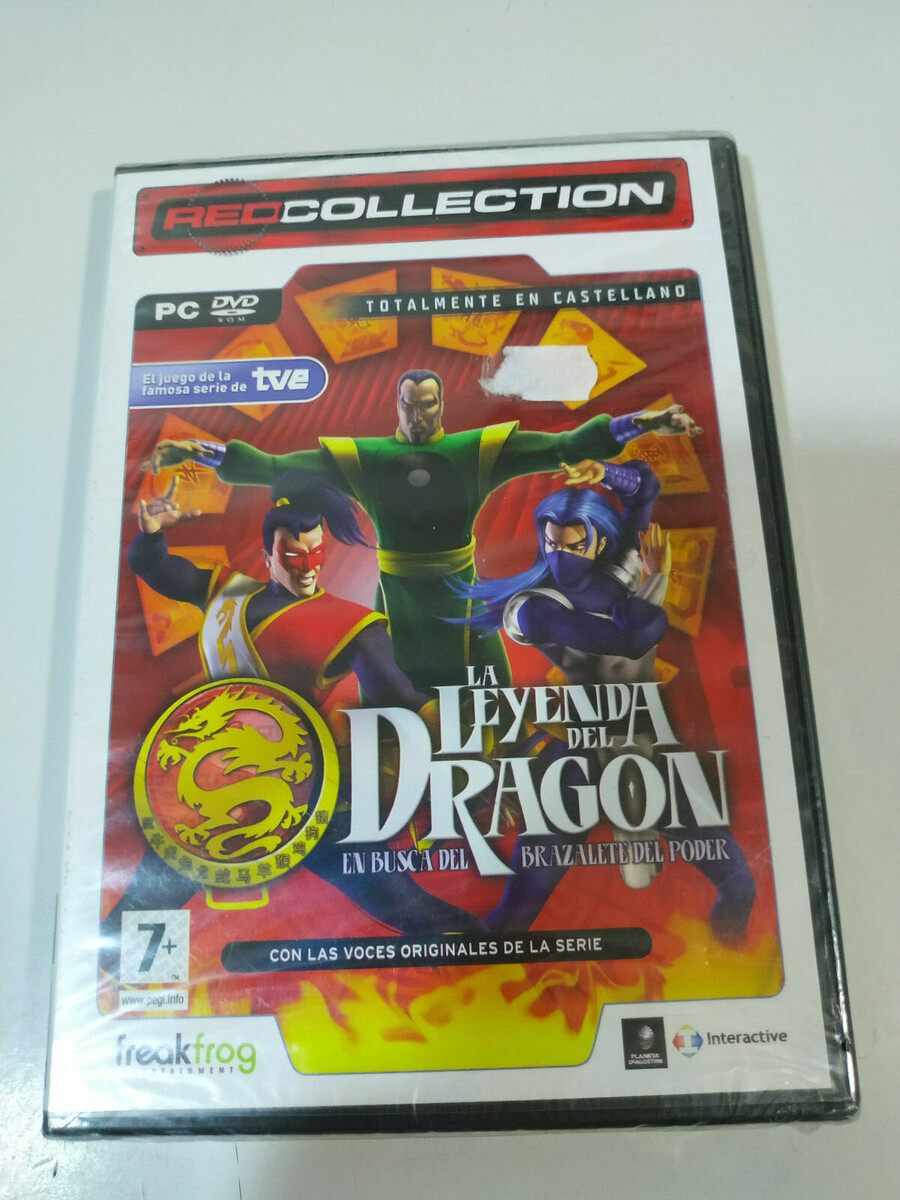 REDCOLLECTION
PC DVD
ROM
TOTALMENTE EN CASTELLANO
El juego de la
famosa serie de tve
LA
LEYENDA
DEL
DRAGON
EN BUSCA DEL BRAZALETE DEL PODER
7+
TM
www.pegi.info
CON LAS VOCES ORIGINALES DE LA SERIE
freakfrog
PLANETA
DEAGOSTINI
Interactive